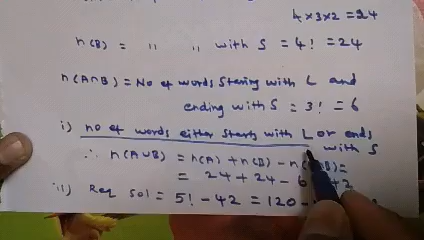 4 x 3 x 2 = 24
n(B) = " " with S = 4! = 24
n(A∩B) = No of words Staring with L and
ending with S = 3! = 6
i) no of words either starts with L or ends
with S
∴ n(A∪B) = n(A) + n(B) - n(
= 24 + 24 - 6
ii) Req sol = 5! - 42 = 120 -